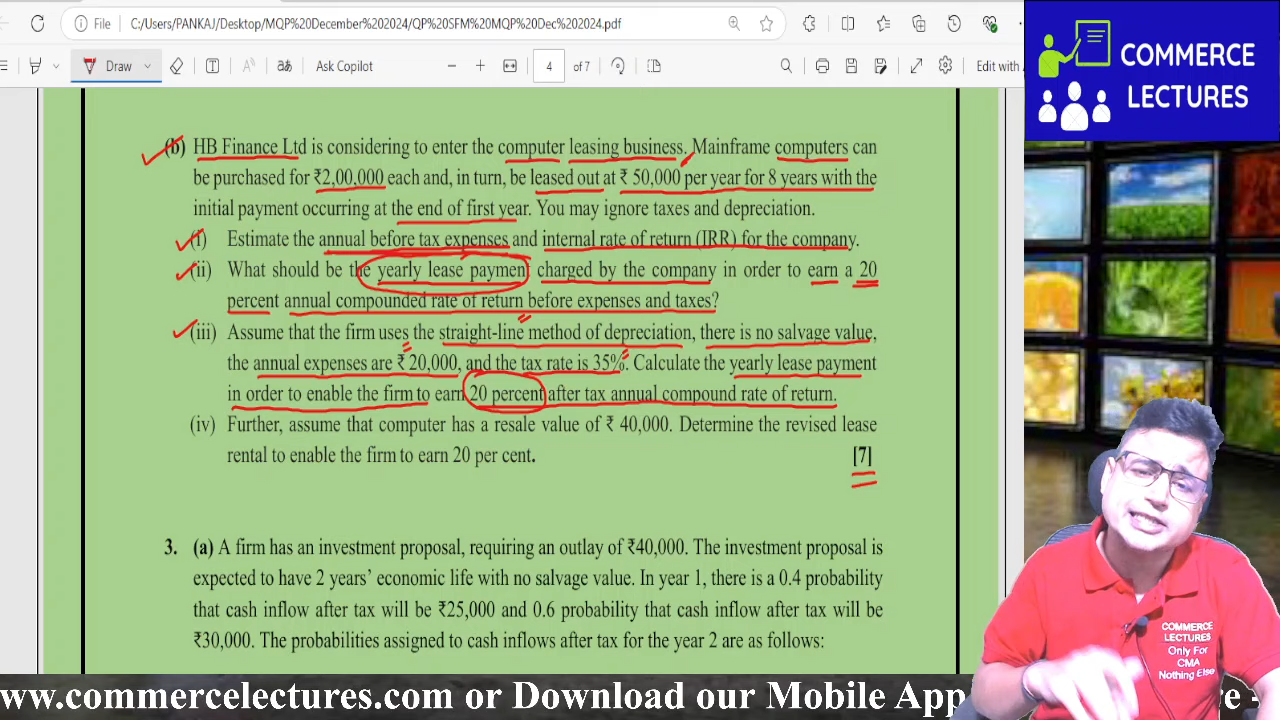 File C:/Users/PANKAJ/Desktop/MQP%20December%202024/QP%20SFM%20MQP%20Dec%202024.pdf
Draw Ask Copilot 4 of 7 Edit with
COMMERCE
LECTURES
(b) HB Finance Ltd is considering to enter the computer leasing business. Mainframe computers can
be purchased for ₹2,00,000 each and, in turn, be leased out at ₹ 50,000 per year for 8 years with the
initial payment occurring at the end of first year. You may ignore taxes and depreciation.
(i) Estimate the annual before tax expenses and internal rate of return (IRR) for the company.
(ii) What should be the yearly lease payment charged by the company in order to earn a 20
percent annual compounded rate of return before expenses and taxes?
(iii) Assume that the firm uses the straight-line method of depreciation, there is no salvage value,
the annual expenses are ₹ 20,000, and the tax rate is 35%. Calculate the yearly lease payment
in order to enable the firm to earn 20 percent after tax annual compound rate of return.
(iv) Further, assume that computer has a resale value of ₹ 40,000. Determine the revised lease
rental to enable the firm to earn 20 per cent. [7]
3. (a) A firm has an investment proposal, requiring an outlay of ₹40,000. The investment proposal is
expected to have 2 years' economic life with no salvage value. In year 1, there is a 0.4 probability
that cash inflow after tax will be ₹25,000 and 0.6 probability that cash inflow after tax will be
₹30,000. The probabilities assigned to cash inflows after tax for the year 2 are as follows:
COMMERCE
LECTURES
Only For
CMA
Nothing Else
www.commercelectures.com or Download our Mobile App